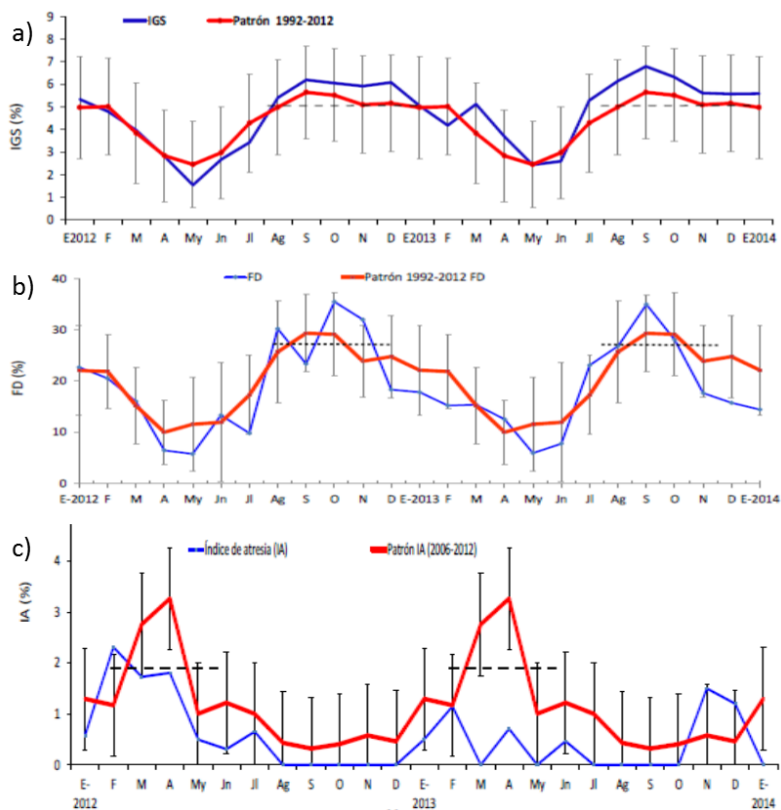 a)
IGS Patrón 1992-2012
IGS (%)
9
8
7
6
5
4
3
2
1
0
E2012 F M A My Jn Jl Ag S O N D E2013 F M A My Jn Jl Ag S O N D E2014
b)
FD Patrón 1992-2012 FD
FD (%)
40
30
20
10
0
E-2012 F M A My Jn Jl Ag S O N D E-2013 F M A My Jn Jl Ag S O N D E-2014
c)
Índice de atresia (IA) Patrón IA (2006-2012)
IA (%)
4
3
2
1
0
E- F M A My Jn Jl Ag S O N D E- F M A My Jn Jl Ag S O N D E-
2012 2013 2014